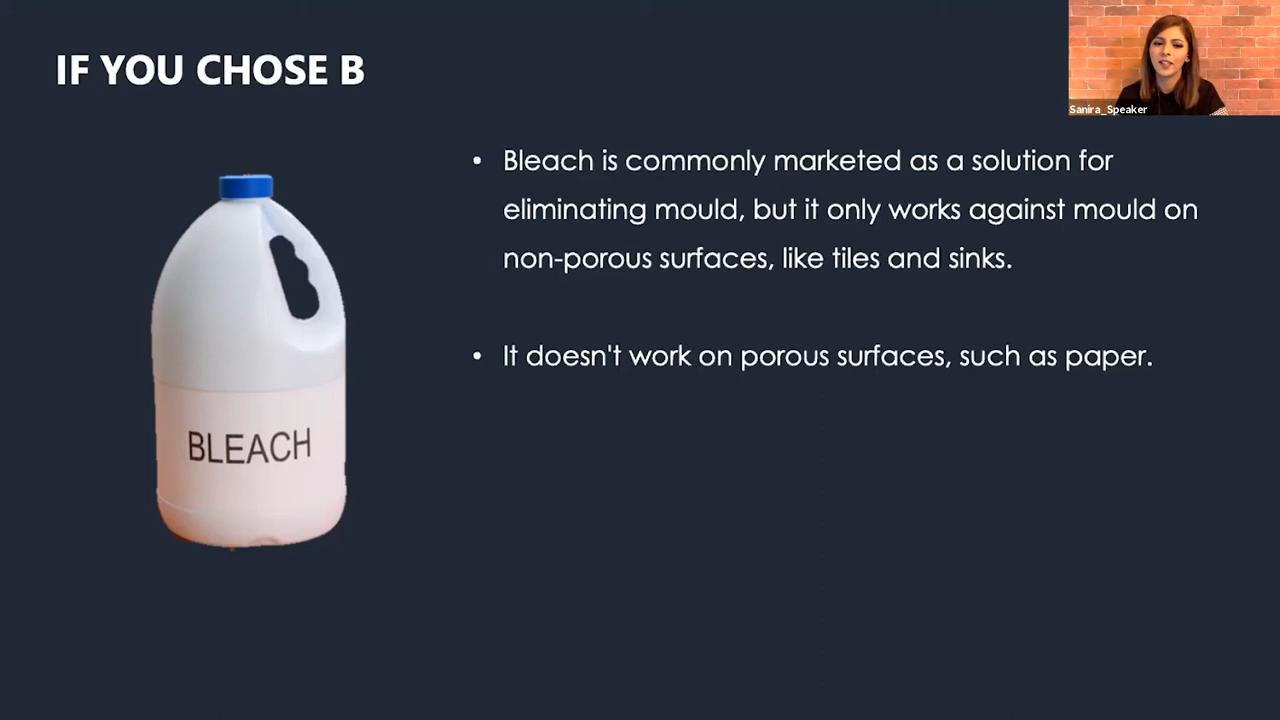 IF YOU CHOSE B
Sanira_Speaker
• Bleach is commonly marketed as a solution for
eliminating mould, but it only works against mould on
non-porous surfaces, like tiles and sinks.
• It doesn't work on porous surfaces, such as paper.
BLEACH